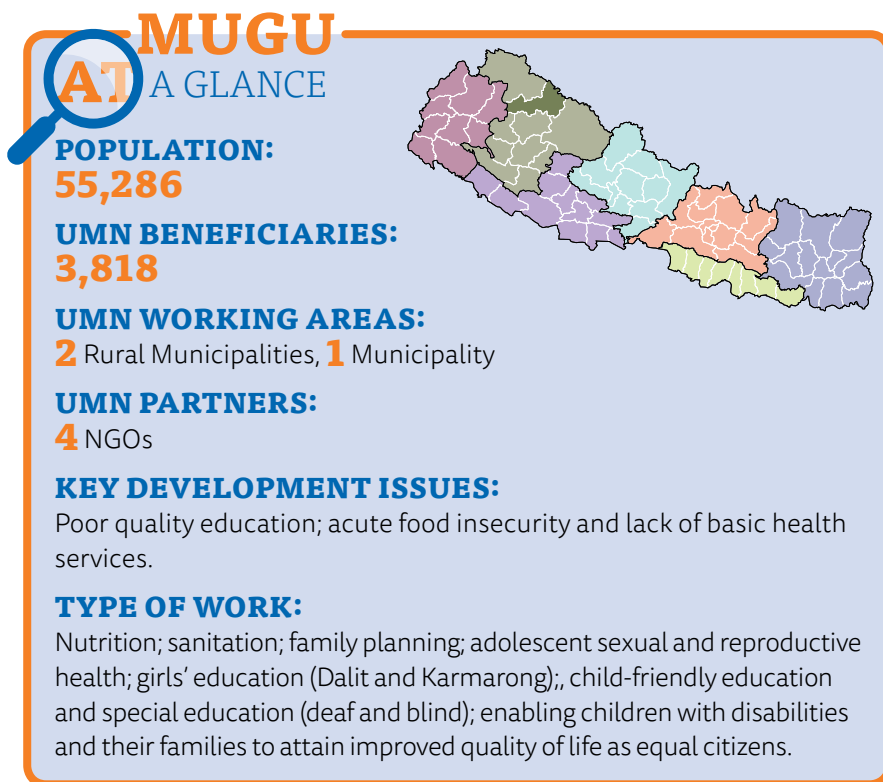 MUGU
AT A GLANCE
POPULATION:
55,286
UMN BENEFICIARIES:
3,818
UMN WORKING AREAS:
2 Rural Municipalities, 1 Municipality
UMN PARTNERS:
4 NGOs
KEY DEVELOPMENT ISSUES:
Poor quality education; acute food insecurity and lack of basic health
services.
TYPE OF WORK:
Nutrition; sanitation; family planning; adolescent sexual and reproductive
health; girls’ education (Dalit and Karmarong);, child-friendly education
and special education (deaf and blind); enabling children with disabilities
and their families to attain improved quality of life as equal citizens.